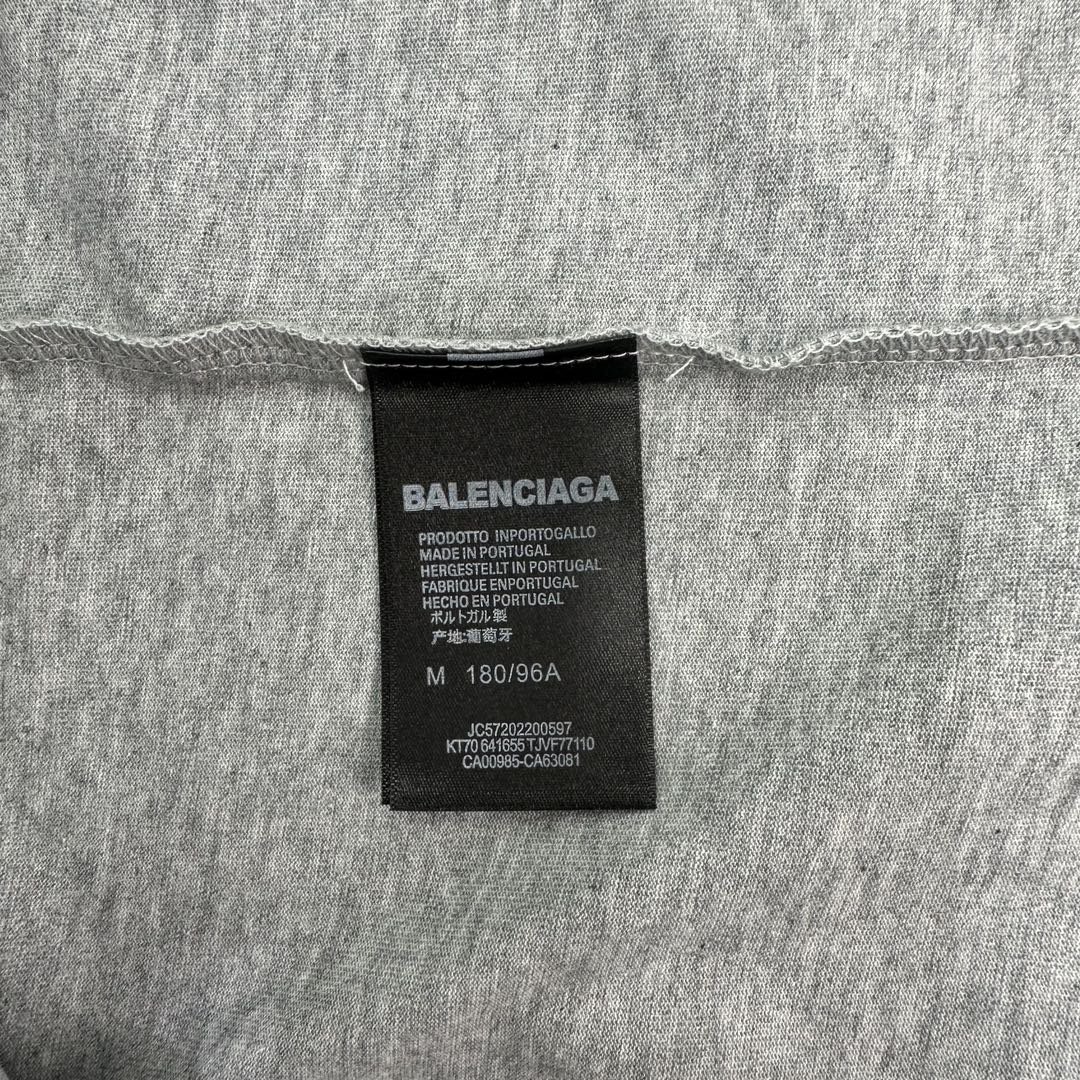 BALENCIAGA
PRODOTTO INPORTOGALLO
MADE IN PORTUGAL
HERGESTELLT IN PORTUGAL
FABRIQUE ENPORTUGAL
HECHO EN PORTUGAL
ポルトガル製
产地:葡萄牙
M 180/96A
JC57202200597
KT70 641655 TJVF77110
CA00985-CA63081